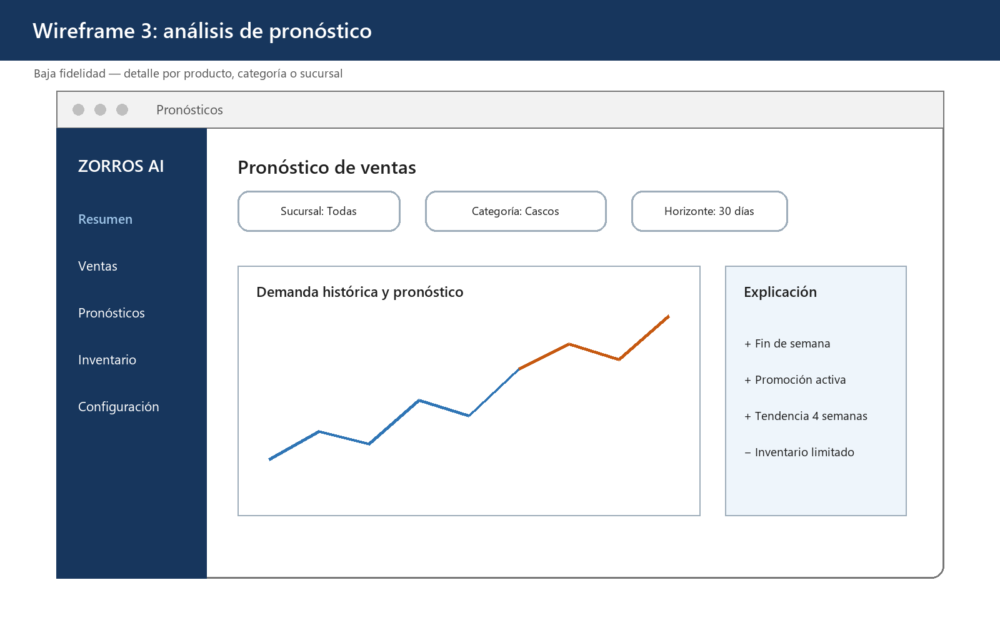 Wireframe 3: análisis de pronóstico
Baja fidelidad — detalle por producto, categoría o sucursal
Pronósticos
ZORROS AI
Resumen
Ventas
Pronósticos
Inventario
Configuración
Pronóstico de ventas
Sucursal: Todas
Categoría: Cascos
Horizonte: 30 días
Demanda histórica y pronóstico
Explicación
+ Fin de semana
+ Promoción activa
+ Tendencia 4 semanas
− Inventario limitado